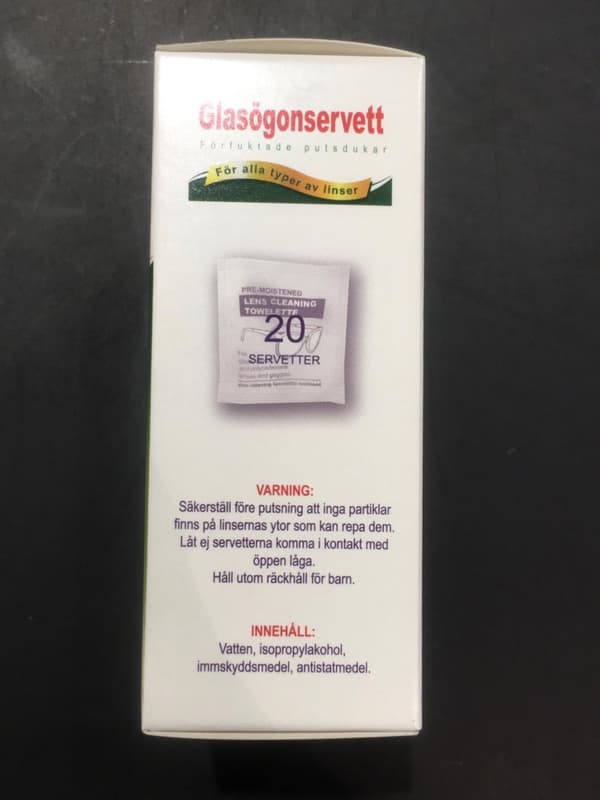 Glasögonservett
Förfuktade putsdukar
För alla typer av linser
PRE-MOISTENED
LENS CLEANING
TOWELETTE
20
SERVETTER
VARNING:
Säkerställ före putsning att inga partiklar
finns på linsernas ytor som kan repa dem.
Låt ej servetterna komma i kontakt med
öppen låga.
Håll utom räckhåll för barn.
INNEHÅLL:
Vatten, isopropylakohol,
immskyddsmedel, antistatmedel.